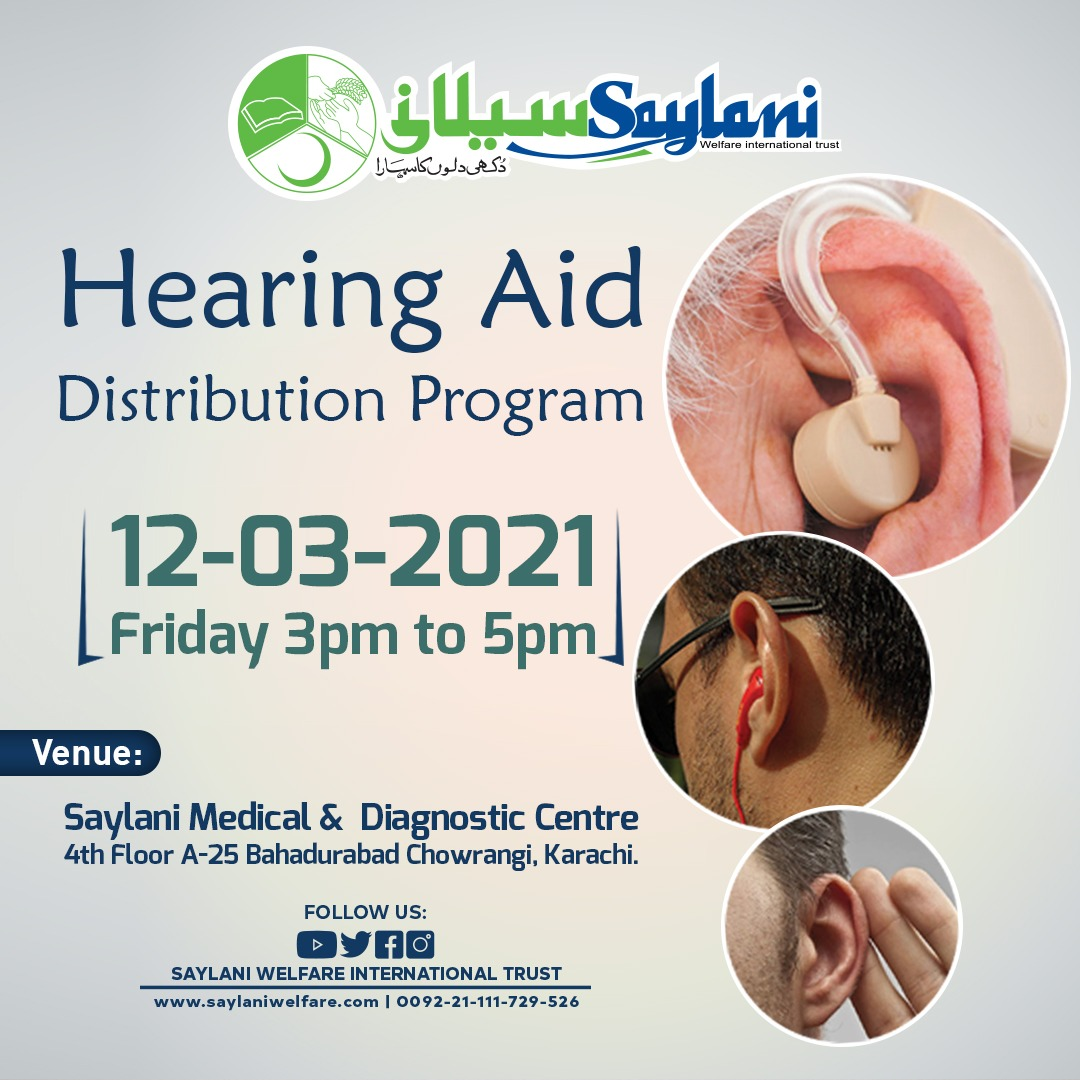 سیلانی Saylani
Welfare international trust
دُکھی دلوں کا سہارا
Hearing Aid
Distribution Program
12-03-2021
Friday 3pm to 5pm
Venue:
Saylani Medical & Diagnostic Centre
4th Floor A-25 Bahadurabad Chowrangi, Karachi.
FOLLOW US:
SAYLANI WELFARE INTERNATIONAL TRUST
www.saylaniwelfare.com | 0092-21-111-729-526